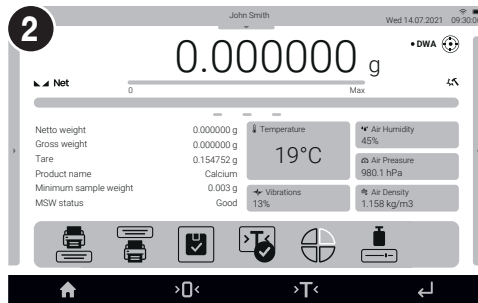 2
John Smith
Wed 14.07.2021 09:30:00
0.000000 g
• DWA
Net
0
Max
Netto weight 0.000000 g
Gross weight 0.000000 g
Tare 0.154752 g
Product name Calcium
Minimum sample weight 0.003 g
MSW status Good
Temperature
19°C
Vibrations
13%
Air Humidity
45%
Air Preasure
980.1 hPa
Air Density
1.158 kg/m3
>T<
>0<
>T<